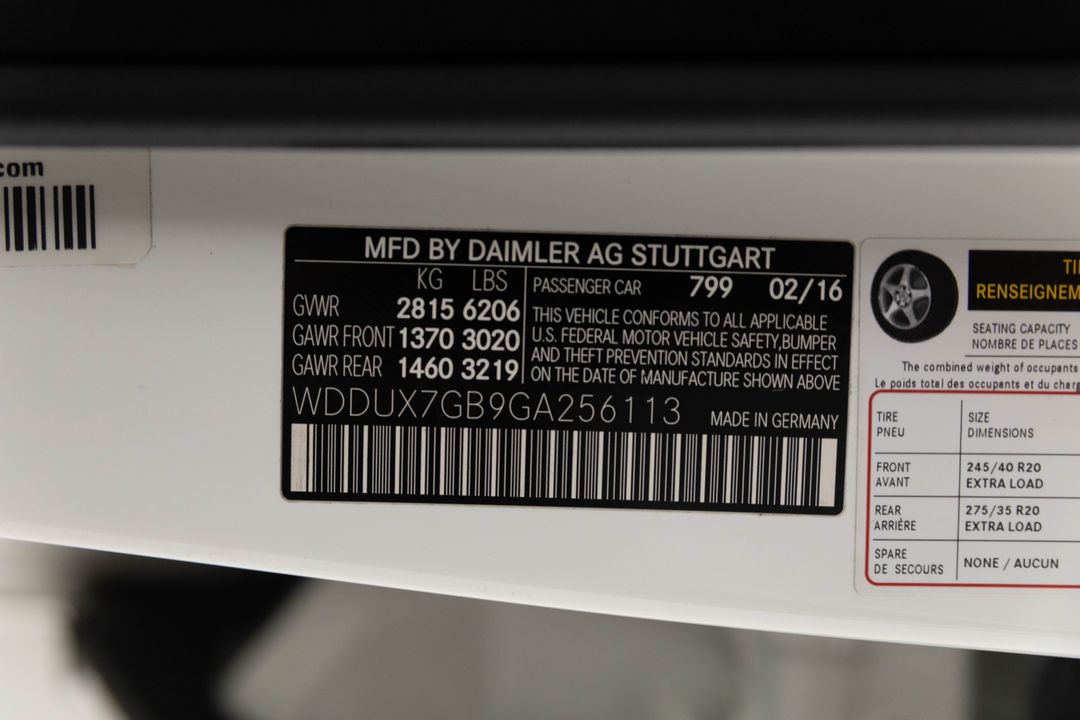 com
MFD BY DAIMLER AG STUTTGART
KG LBS
GVWR 2815 6206
GAWR FRONT 1370 3020
GAWR REAR 1460 3219
PASSENGER CAR 799 02/16
THIS VEHICLE CONFORMS TO ALL APPLICABLE
U.S. FEDERAL MOTOR VEHICLE SAFETY,BUMPER
AND THEFT PREVENTION STANDARDS IN EFFECT
ON THE DATE OF MANUFACTURE SHOWN ABOVE
WDDUX7GB9GA256113 MADE IN GERMANY
TI
RENSEIGNEM
SEATING CAPACITY
NOMBRE DE PLACES
The combined weight of occupants
Le poids total des occupants et du charg
TIRE SIZE
PNEU DIMENSIONS
FRONT 245/40 R20
AVANT EXTRA LOAD
REAR 275/35 R20
ARRIÈRE EXTRA LOAD
SPARE
DE SECOURS NONE / AUCUN